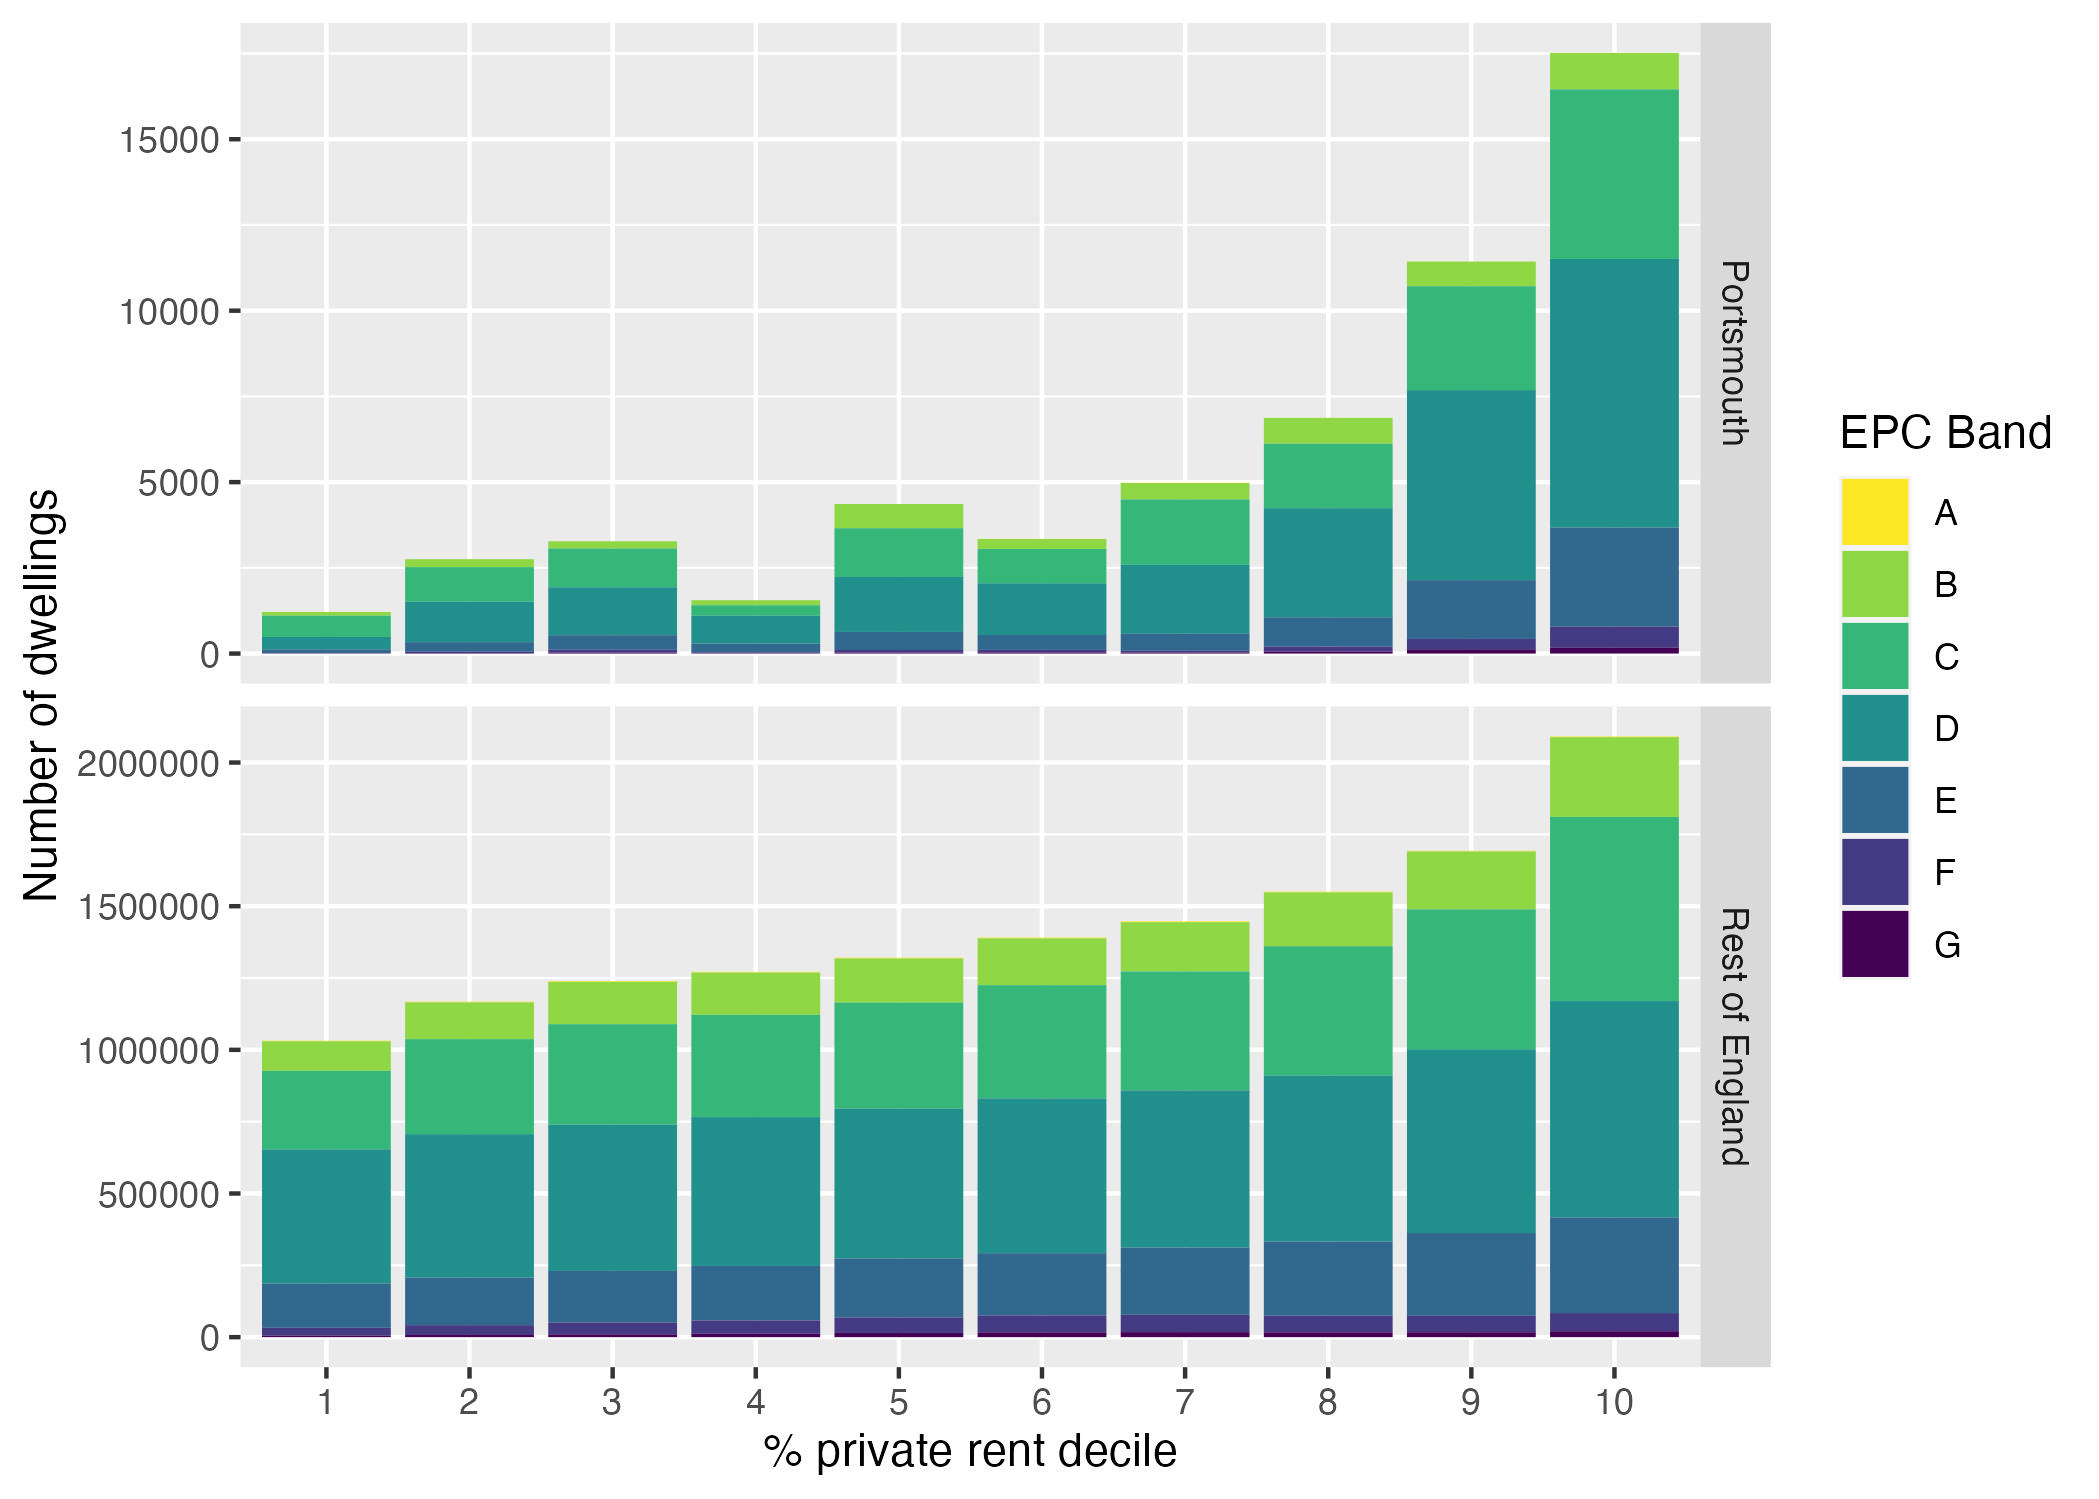 Number of dwellings
15000
10000
5000
0
Portsmouth
2000000
1500000
1000000
500000
0
Rest of England
1 2 3 4 5 6 7 8 9 10
% private rent decile
EPC Band
A
B
C
D
E
F
G